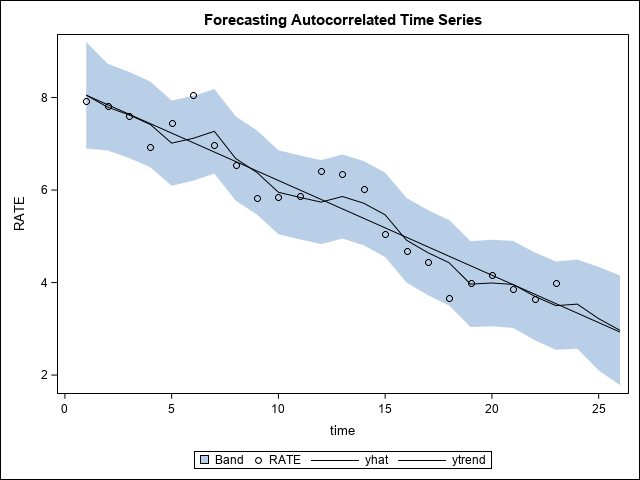 Forecasting Autocorrelated Time Series
RATE
8
6
4
2
0 5 10 15 20 25
time
Band RATE yhat ytrend